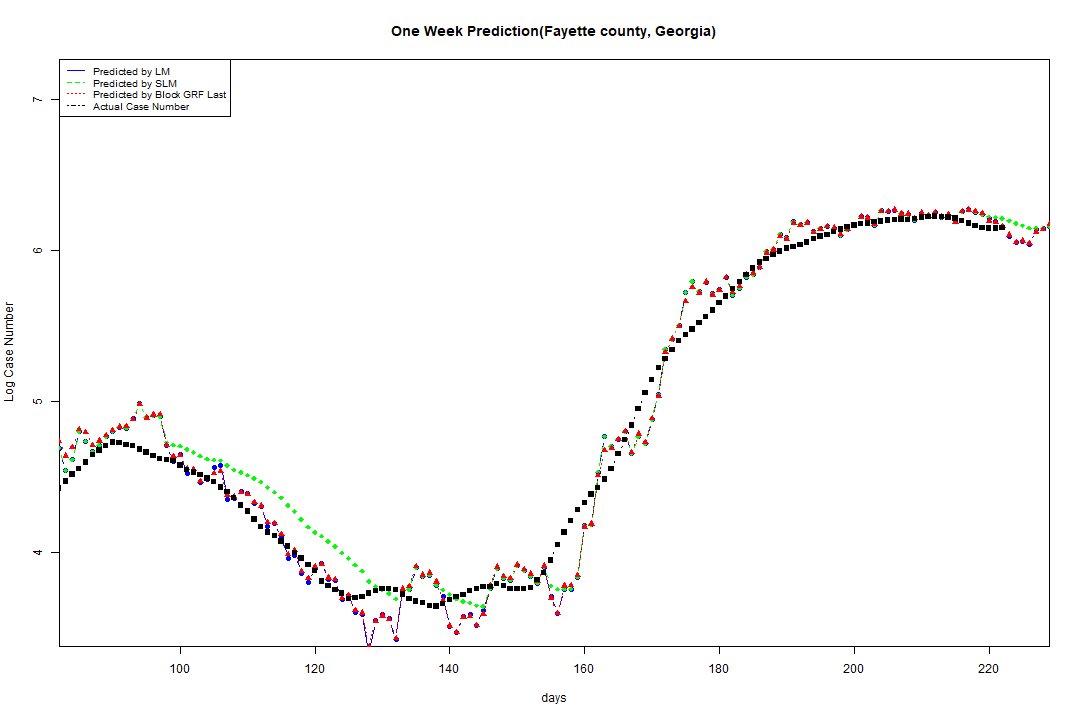 One Week Prediction(Fayette county, Georgia)
Predicted by LM
Predicted by SLM
Predicted by Block GRF Last
Actual Case Number
7
6
5
4
Log Case Number
100 120 140 160 180 200 220
days